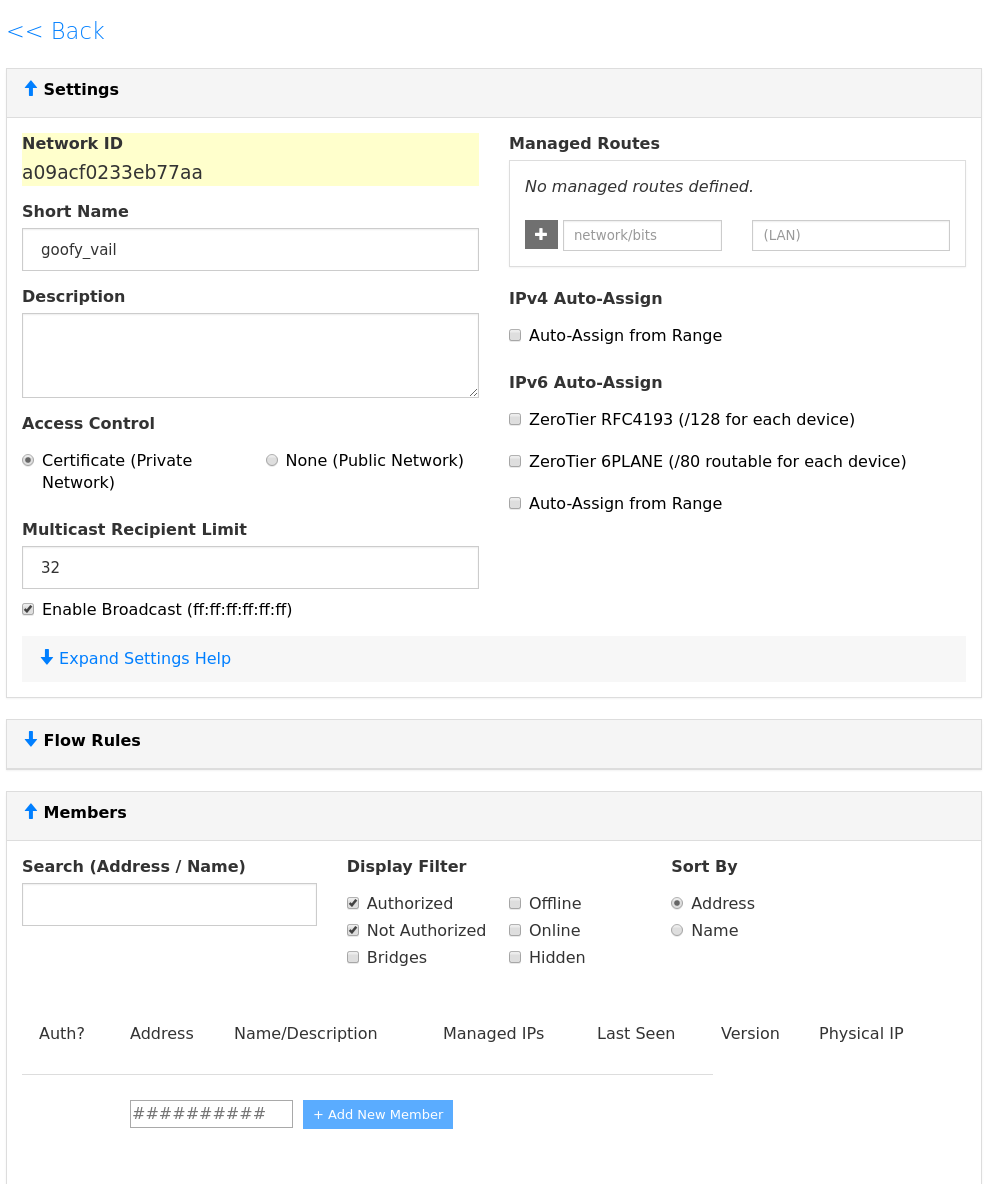 << Back
Settings
Network ID
a09acf0233eb77aa
Short Name
goofy_vail
Description
Access Control
Certificate (Private
Network)
None (Public Network)
Multicast Recipient Limit
32
Enable Broadcast (ff:ff:ff:ff:ff:ff)
Managed Routes
No managed routes defined.
+ network/bits (LAN)
IPv4 Auto-Assign
Auto-Assign from Range
IPv6 Auto-Assign
ZeroTier RFC4193 (/128 for each device)
ZeroTier 6PLANE (/80 routable for each device)
Auto-Assign from Range
Expand Settings Help
Flow Rules
Members
Search (Address / Name)
Display Filter
Authorized Offline
Not Authorized Online
Bridges Hidden
Sort By
Address
Name
Auth? Address Name/Description Managed IPs Last Seen Version Physical IP
########## + Add New Member